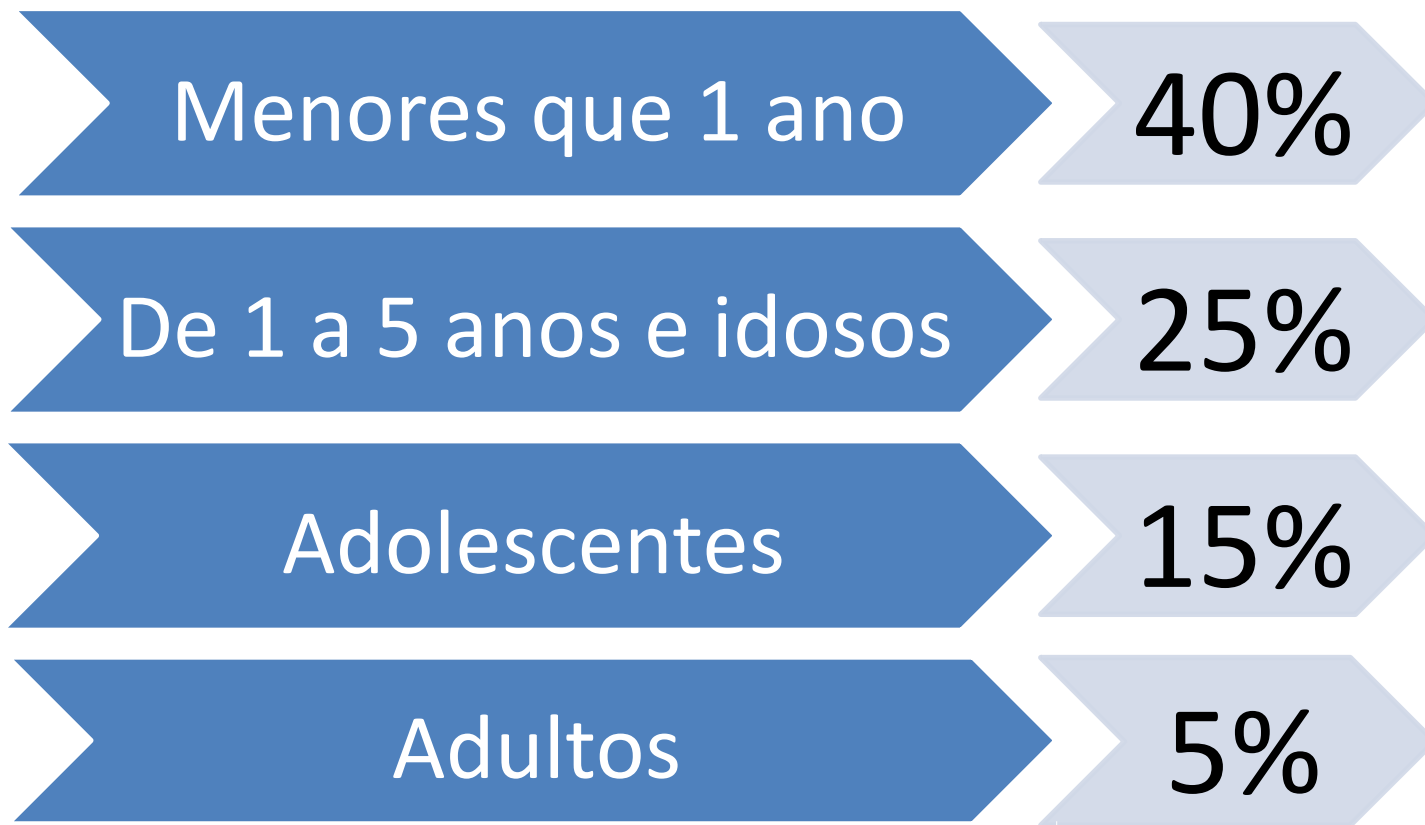 Menores que 1 ano 40%
De 1 a 5 anos e idosos 25%
Adolescentes 15%
Adultos 5%